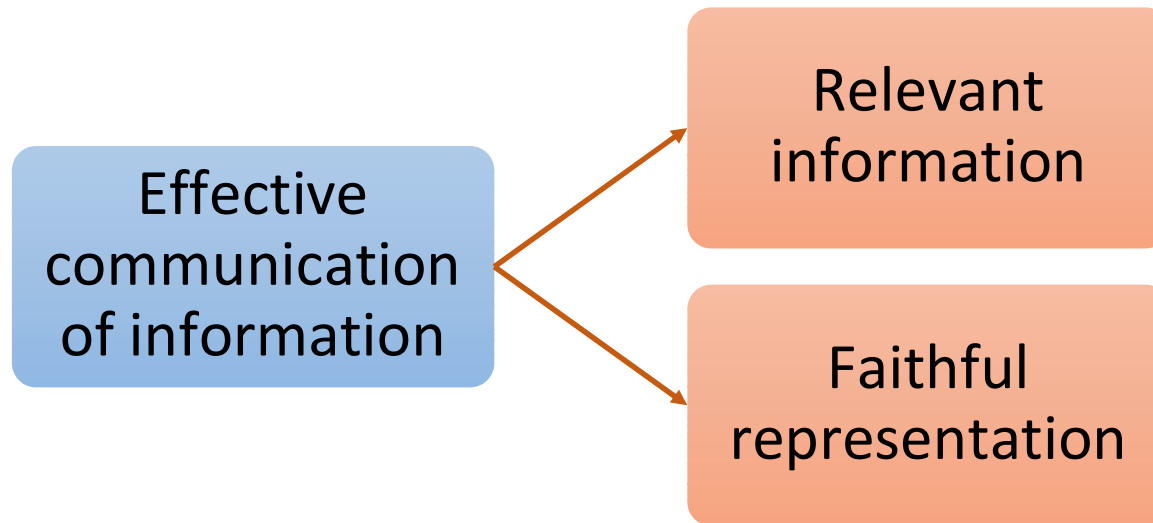 Effective
communication
of information
Relevant
information
Faithful
representation